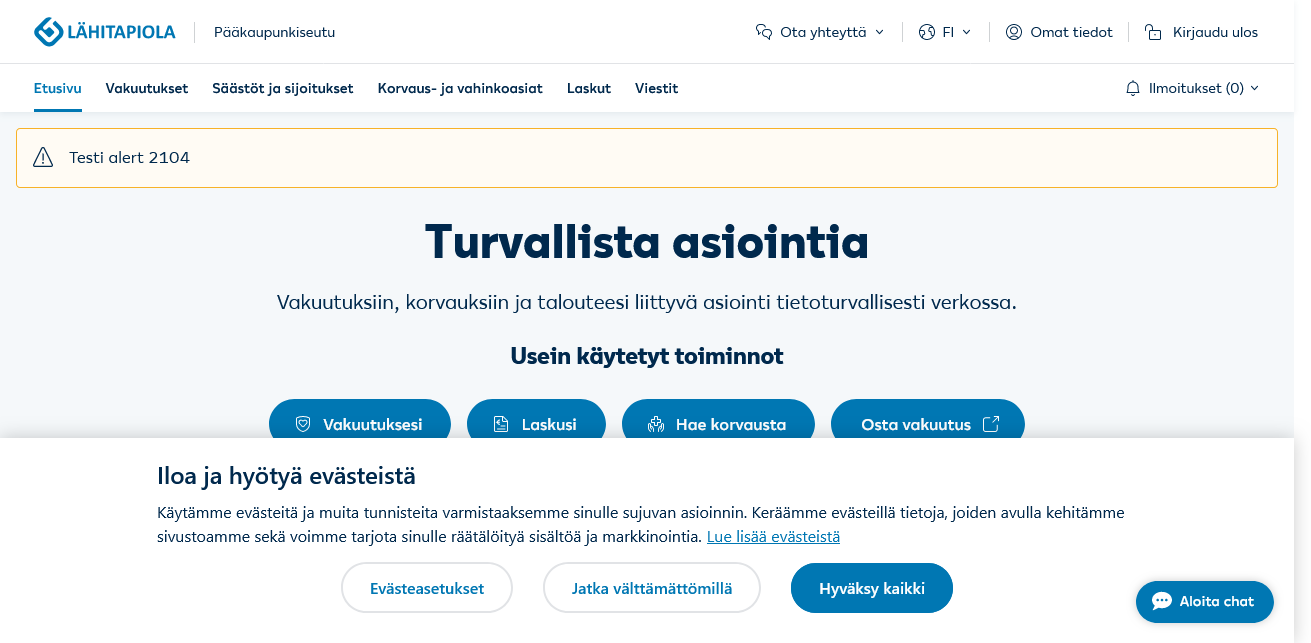 LÄHITAPIOLA
Pääkaupunkiseutu
Ota yhteyttä
FI
Omat tiedot
Kirjaudu ulos
Etusivu
Vakuutukset
Säästöt ja sijoitukset
Korvaus- ja vahinkoasiat
Laskut
Viestit
Ilmoitukset (0)
Testi alert 2104
Turvallista asiointia
Vakuutuksiin, korvauksiin ja talouteesi liittyvä asiointi tietoturvallisesti verkossa.
Usein käytetyt toiminnot
Vakuutuksesi
Laskusi
Hae korvausta
Osta vakuutus
Iloa ja hyötyä evästeistä
Käytämme evästeitä ja muita tunnisteita varmistaaksemme sinulle sujuvan asioinnin. Keräämme evästeillä tietoja, joiden avulla kehitämme
sivustoamme sekä voimme tarjota sinulle räätälöityä sisältöä ja markkinointia. Lue lisää evästeistä
Evästeasetukset
Jatka välttämättömillä
Hyväksy kaikki
Aloita chat